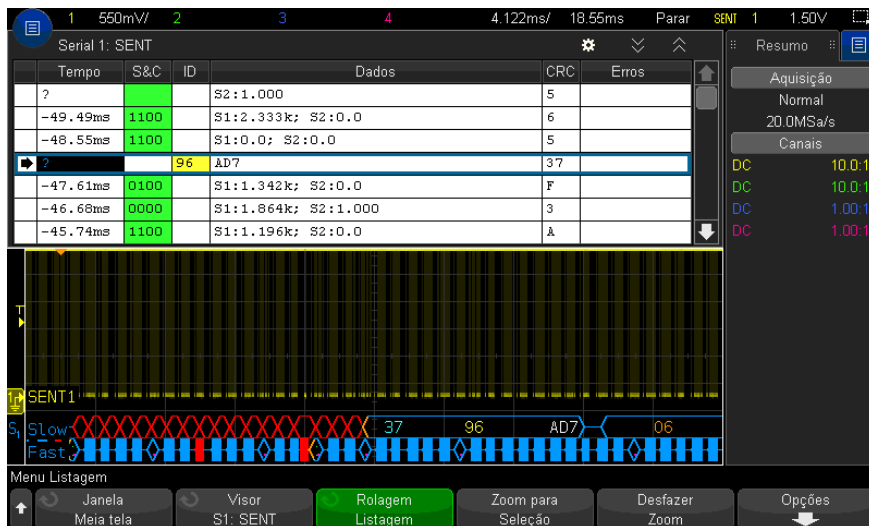 1 550mV/ 2 3 4 4.122ms/ 18.55ms Parar SENT 1 1.50V
Serial 1: SENT
Resumo
Tempo S&C ID Dados CRC Erros
? S2:1.000 5
-49.49ms 1100 S1:2.333k; S2:0.0 6
-48.55ms 1100 S1:0.0; S2:0.0 5
? 96 AD7 37
-47.61ms 0100 S1:1.342k; S2:0.0 F
-46.68ms 0000 S1:1.864k; S2:1.000 3
-45.74ms 1100 S1:1.196k; S2:0.0 A
Aquisição
Normal
20.0MSa/s
Canais
DC 10.0:1
DC 10.0:1
DC 1.00:1
DC 1.00:1
T
1
SENT1
S1 Slow 37 96 AD7 06
Fast
Menu Listagem
Janela
Meia tela
Visor
S1: SENT
Rolagem
Listagem
Zoom para
Seleção
Desfazer
Zoom
Opções